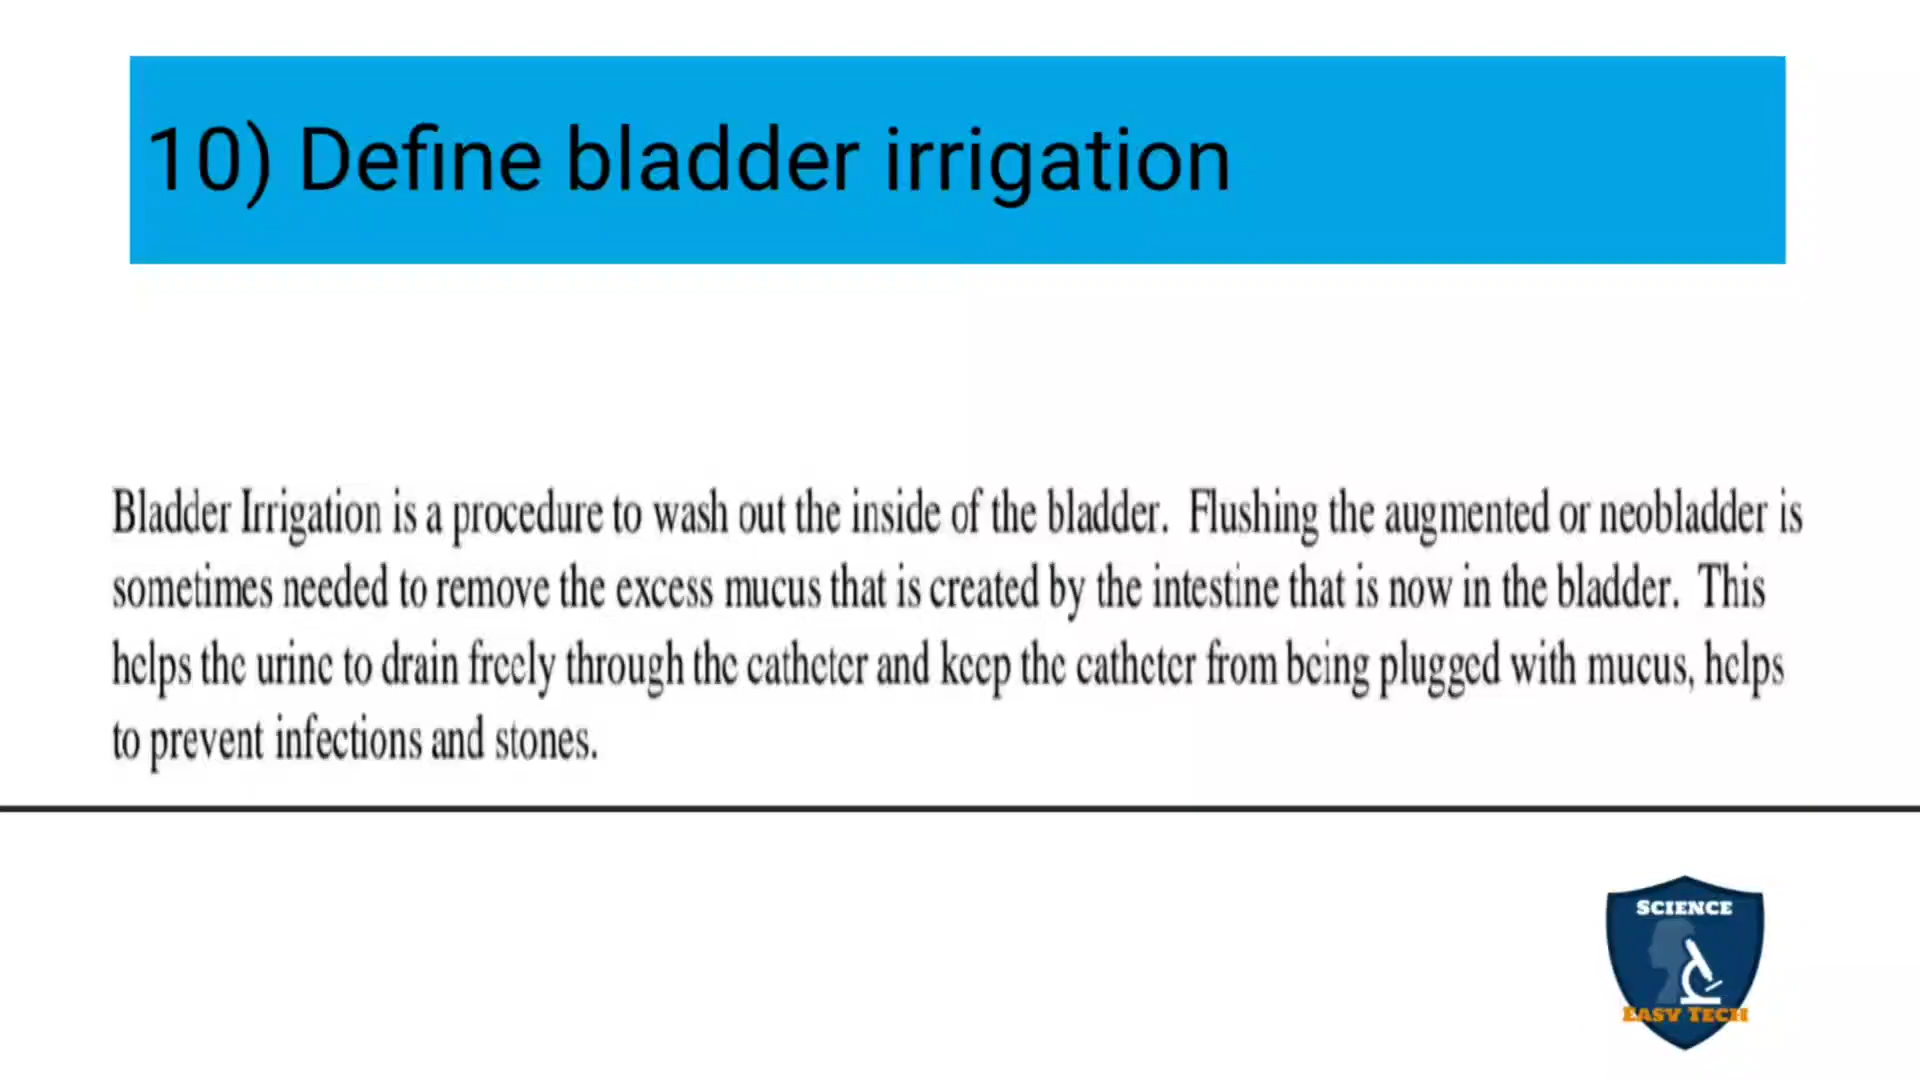 10) Define bladder irrigation
Bladder Irrigation is a procedure to wash out the inside of the bladder. Flushing the augmented or neobladder is
sometimes needed to remove the excess mucus that is created by the intestine that is now in the bladder. This
helps the urine to drain freely through the catheter and keep the catheter from being plugged with mucus, helps
to prevent infections and stones.
SCIENCE
EASY TECH